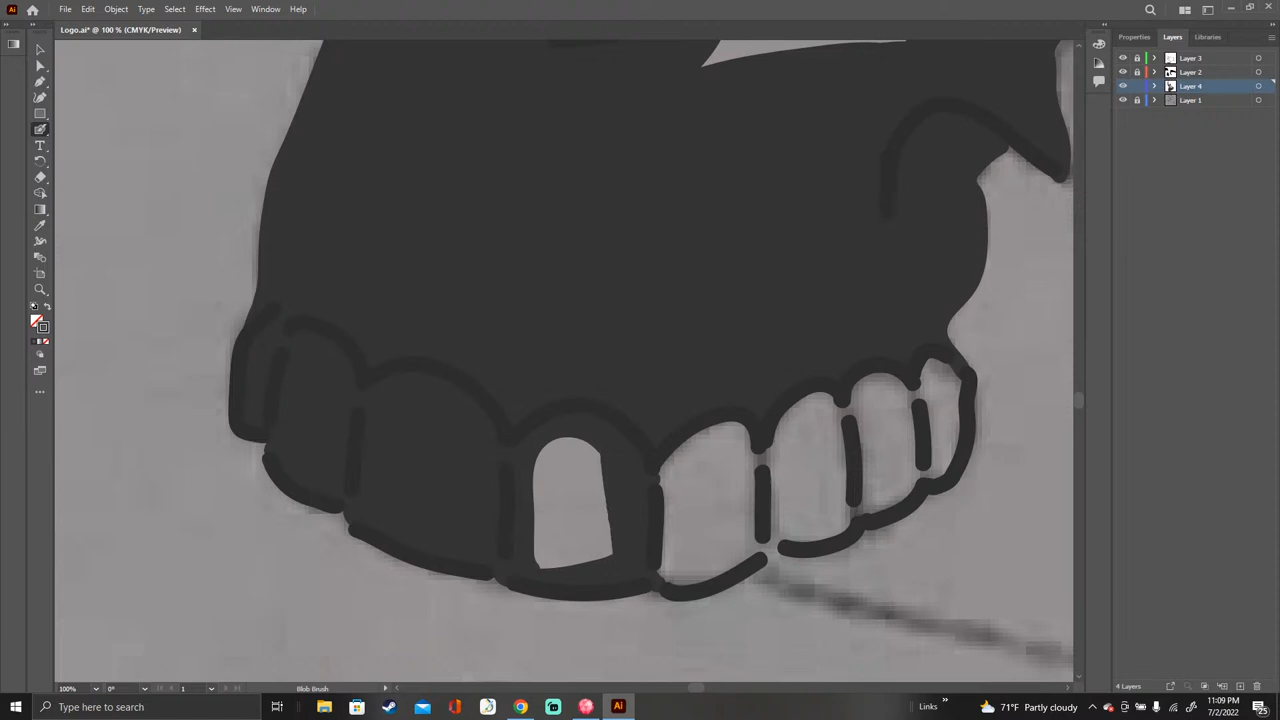 File Edit Object Type Select Effect View Window Help
Logo.ai* @ 100 % (CMYK/Preview)
Properties Layers Libraries
Layer 3
Layer 2
Layer 4
Layer 1
4 Layers
100% 0° 1 Blob Brush
Type here to search
Links
71°F Partly cloudy
11:09 PM
7/2/2022